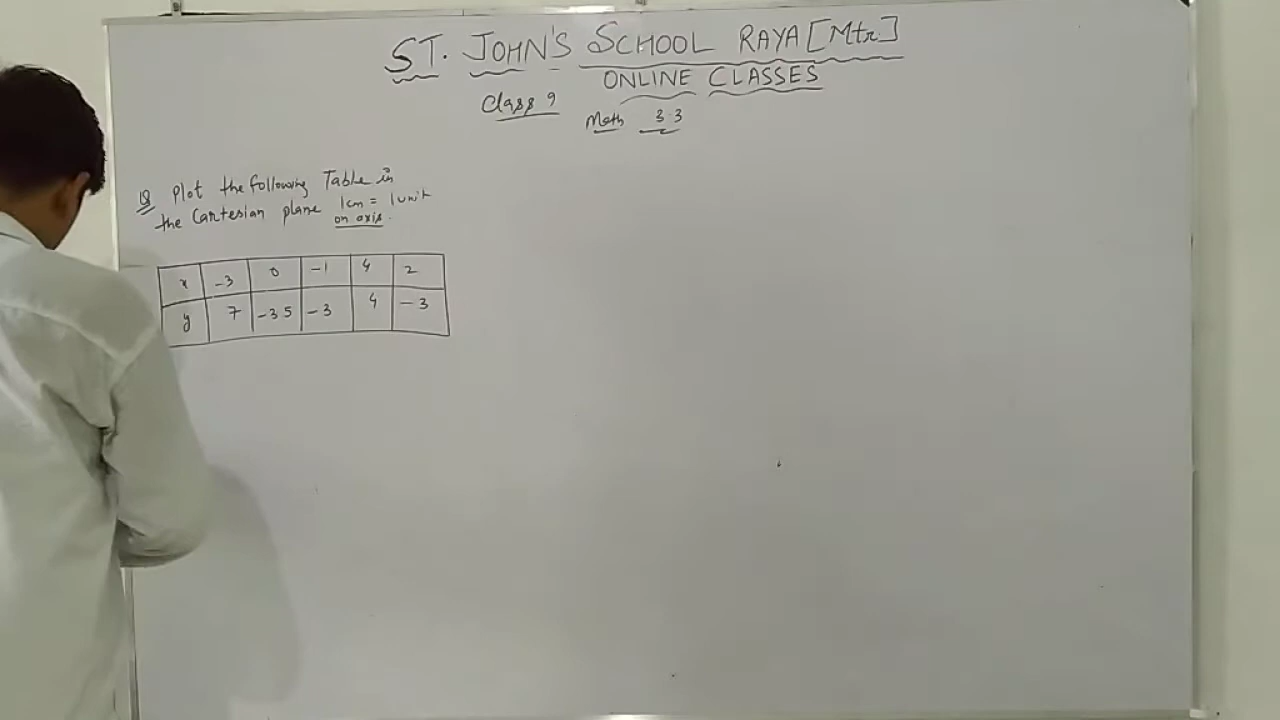 ST. JOHN'S SCHOOL RAYA [Mtr]
ONLINE CLASSES
Class 9
Math 3.3
Q Plot the following Table in
the Cartesian plane 1cm = 1unit
on axis.
x -3 0 -1 4 2
y 7 -3.5 -3 4 -3